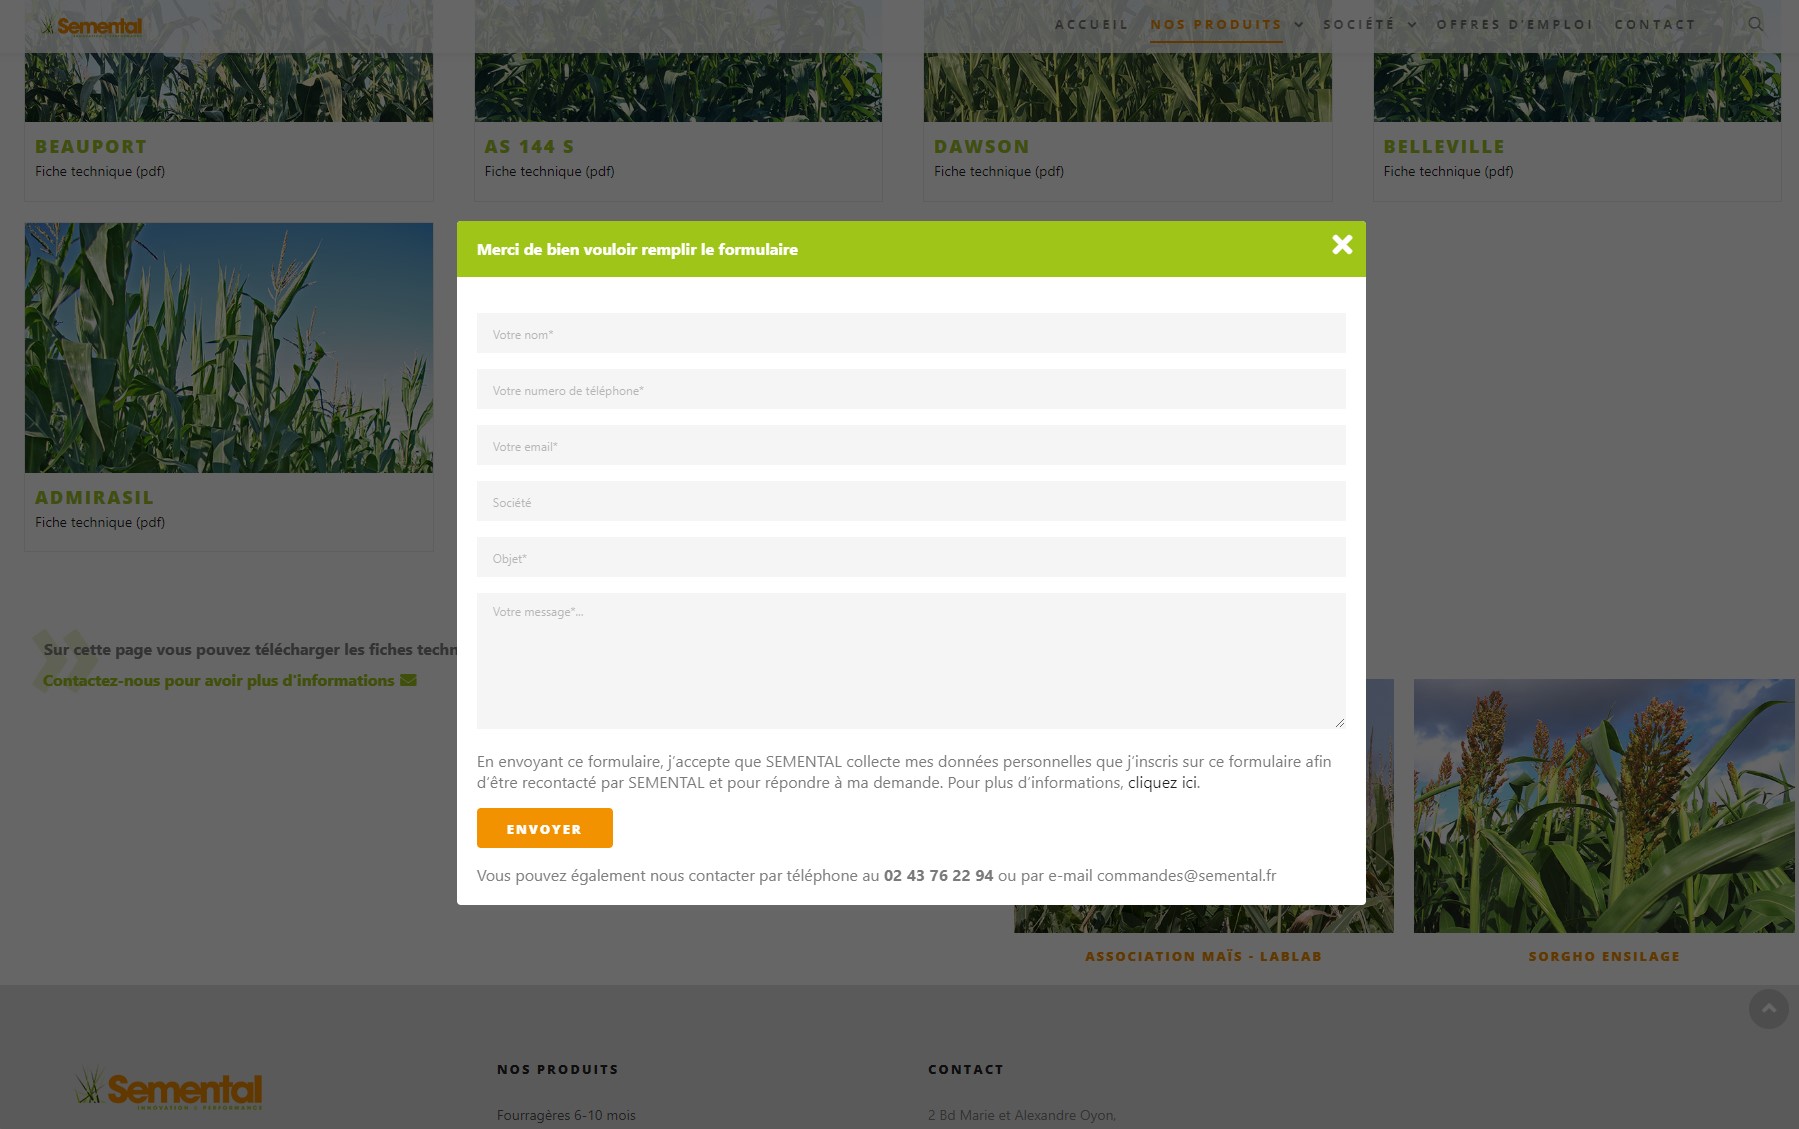 Semental
ACCUEIL NOS PRODUITS SOCIÉTÉ OFFRES D'EMPLOI CONTACT
BEAUPORT
Fiche technique (pdf)
AS 144 S
Fiche technique (pdf)
DAWSON
Fiche technique (pdf)
BELLEVILLE
Fiche technique (pdf)
ADMIRASIL
Fiche technique (pdf)
Merci de bien vouloir remplir le formulaire
Votre nom*
Votre numero de téléphone*
Votre email*
Société
Objet*
Votre message*...
En envoyant ce formulaire, j'accepte que SEMENTAL collecte mes données personnelles que j'inscris sur ce formulaire afin
d'être recontacté par SEMENTAL et pour répondre à ma demande. Pour plus d'informations, cliquez ici.
ENVOYER
Vous pouvez également nous contacter par téléphone au 02 43 76 22 94 ou par e-mail commandes@semental.fr
Sur cette page vous pouvez télécharger les fiches techn
Contactez-nous pour avoir plus d'informations
ASSOCIATION MAÏS - LABLAB
SORGHO ENSILAGE
Semental
INNOVATION & PERFORMANCE
NOS PRODUITS
Fourragères 6-10 mois
CONTACT
2 Bd Marie et Alexandre Oyon,